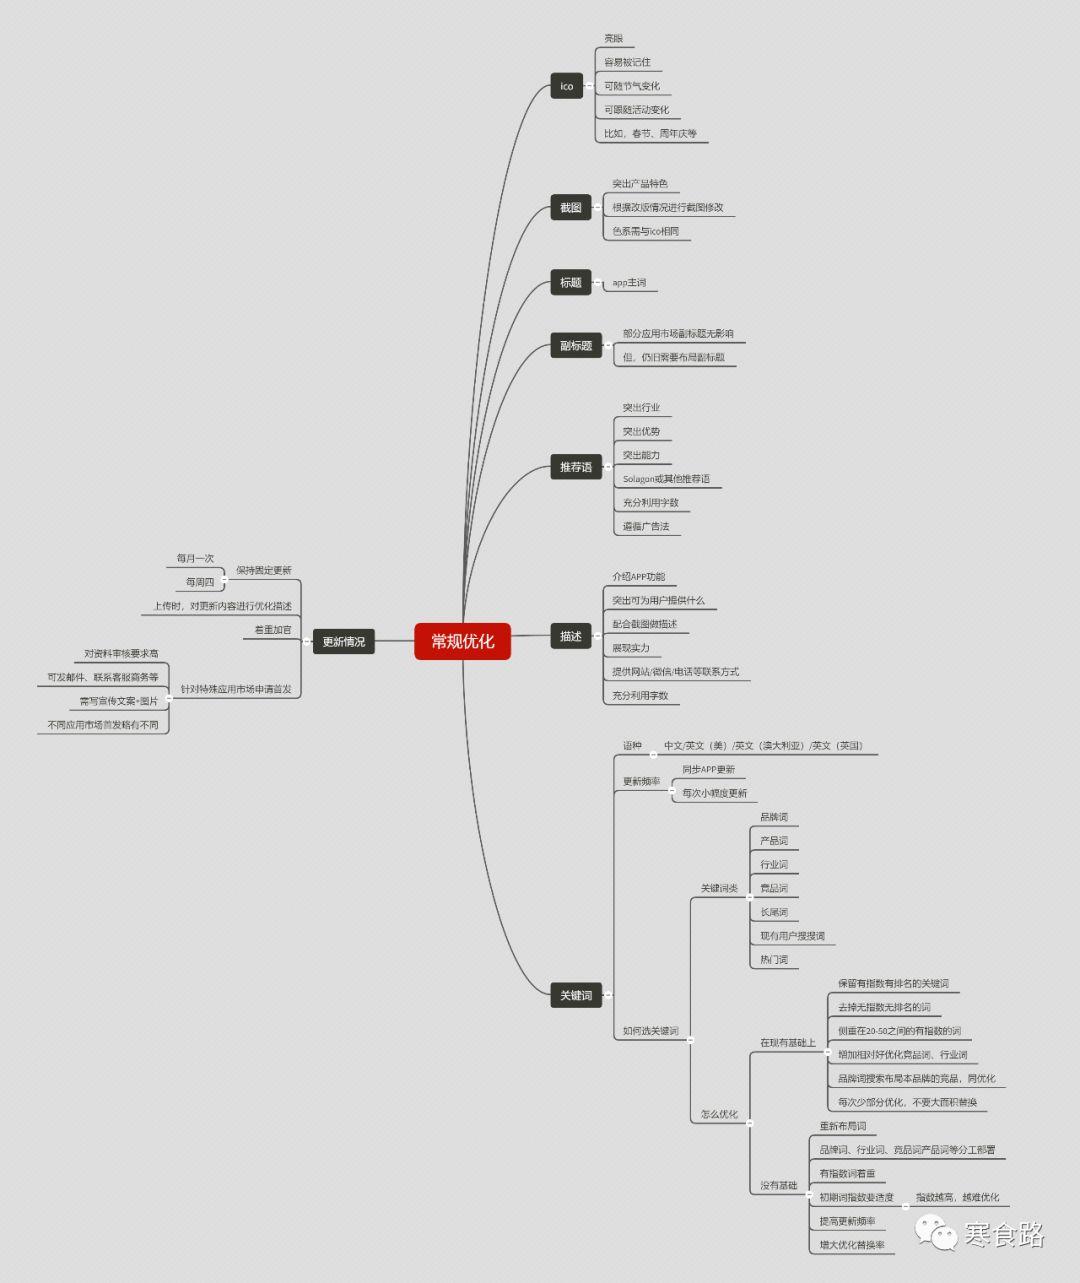 常规优化
ico
亮眼
容易被记住
可随节气变化
可跟随活动变化
比如，春节、周年庆等
截图
突出产品特色
根据改版情况进行截图修改
色系需与ico相同
标题
app主词
副标题
部分应用市场副标题无影响
但，仍旧需要布局副标题
推荐语
突出行业
突出优势
突出能力
Solagon或其他推荐语
充分利用字数
遵循广告法
描述
介绍APP功能
突出可为用户提供什么
配合截图做描述
展现实力
提供网站/微信/电话等联系方式
充分利用字数
关键词
语种
中文/英文（美）/英文（澳大利亚）/英文（英国）
更新频率
同步APP更新
每次小幅度更新
如何选关键词
关键词类
品牌词
产品词
行业词
竞品词
长尾词
现有用户搜搜词
热门词
怎么优化
在现有基础上
保留有指数有排名的关键词
去掉无指数无排名的词
侧重在20-50之间的有指数的词
增加相对好优化竞品词、行业词
品牌词搜索布局本品牌的竞品，同优化
每次少部分优化，不要大面积替换
没有基础
重新布局词
品牌词、行业词、竞品词产品词等分工部署
有指数词着重
初期词指数要适度
指数越高，越难优化
提高更新频率
增大优化替换率
更新情况
保持固定更新
每月一次
每周四
上传时，对更新内容进行优化描述
着重加官
针对特殊应用市场申请首发
对资料审核要求高
可发邮件、联系客服商务等
需写宣传文案+图片
不同应用市场首发略有不同
寒食路